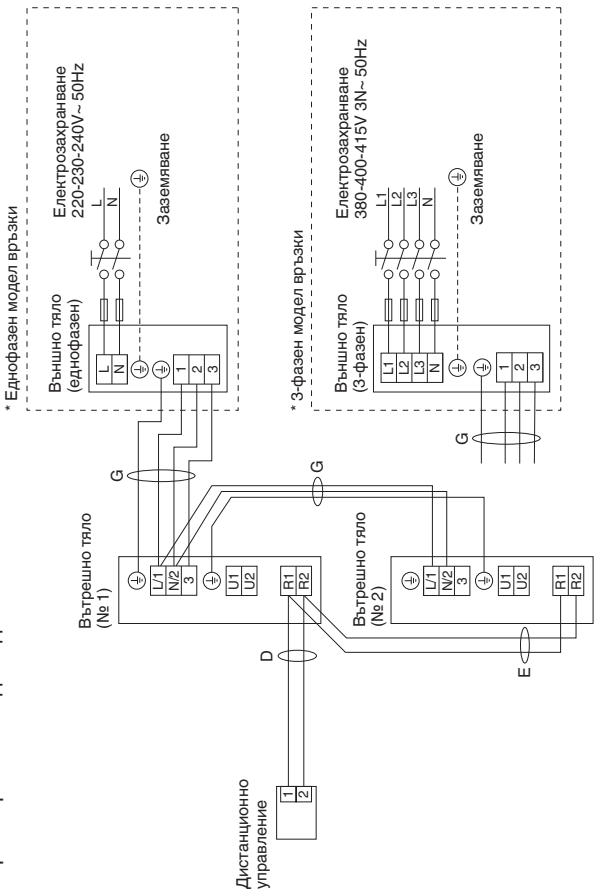 * Еднофазен модел връзки
Външно тяло
(еднофазен)
Електрозахранване
220-230-240V~ 50Hz
L
N
Заземяване
L
N
1
2
3
G
* 3-фазен модел връзки
Външно тяло
(3-фазен)
Електрозахранване
380-400-415V 3N~ 50Hz
L1
L2
L3
N
Заземяване
L1
L2
L3
N
1
2
3
G
Вътрешно тяло
(№ 1)
L/1
N/2
3
U1
U2
R1
R2
G
Вътрешно тяло
(№ 2)
L/1
N/2
3
U1
U2
R1
R2
D
E
Дистанционно
управление
1
2